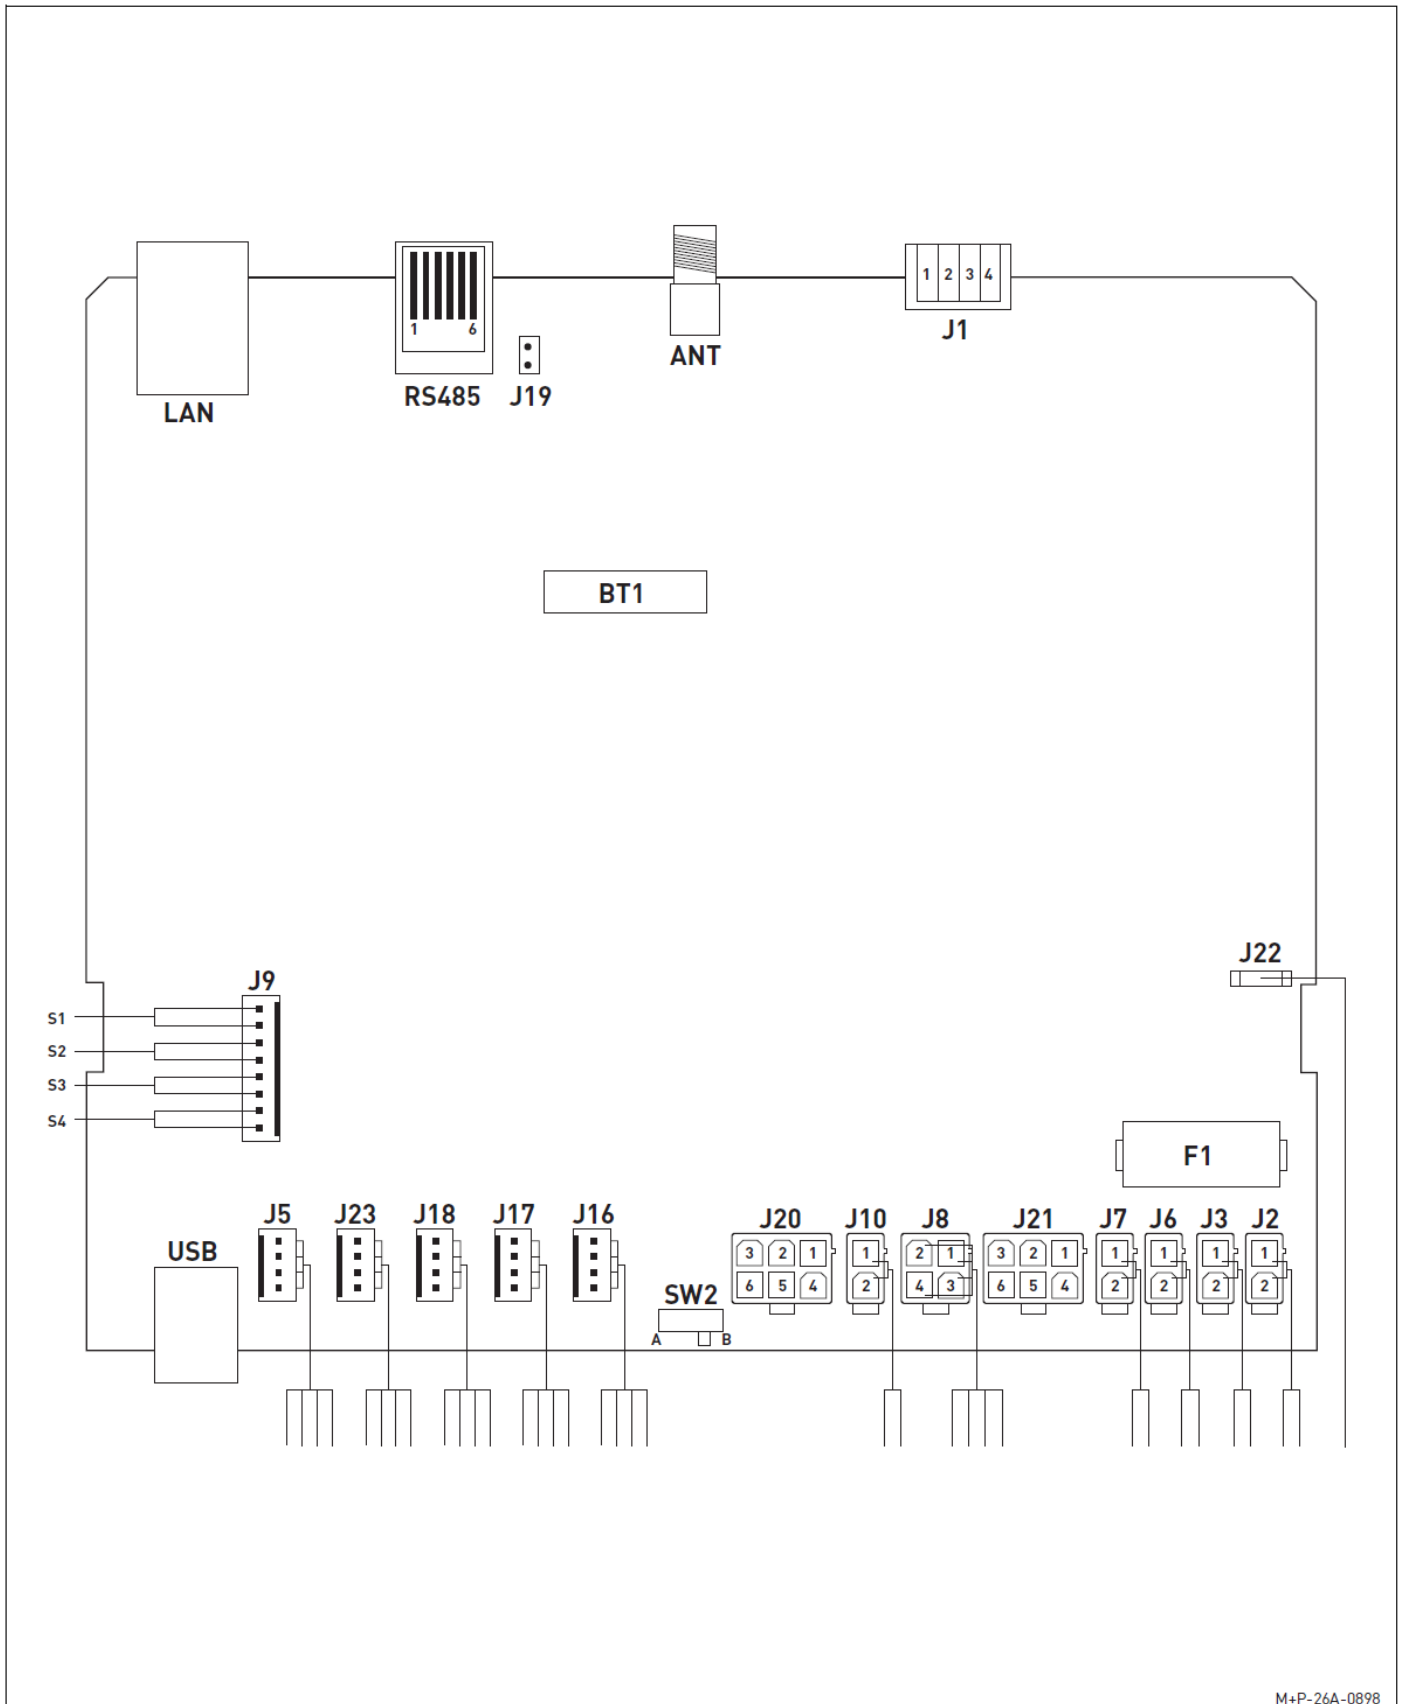 1 2 3 4
J1
1 6
ANT
RS485 J19
LAN
BT1
J22
J9
S1
S2
S3
S4
F1
J5 J23 J18 J17 J16 J20 J10 J8 J21 J7 J6 J3 J2
USB
3 2 1 1 2 1 3 2 1 1 1 1 1
6 5 4 2 4 3 6 5 4 2 2 2 2
SW2
A B
M+P-26A-0898